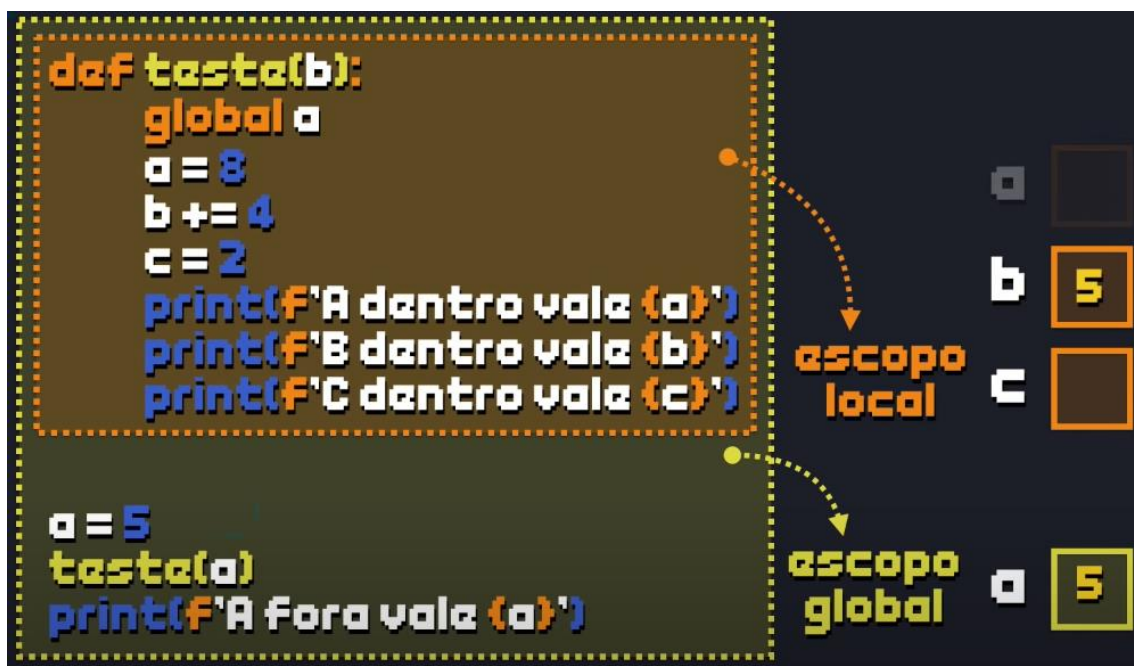 def teste(b):
global a
a = 8
b += 4
c = 2
print(f'A dentro vale {a}')
print(f'B dentro vale {b}')
print(f'C dentro vale {c}')
a = 5
teste(a)
print(f'A fora vale {a}')
a
b 5
escopo
local
c
escopo
global
a 5